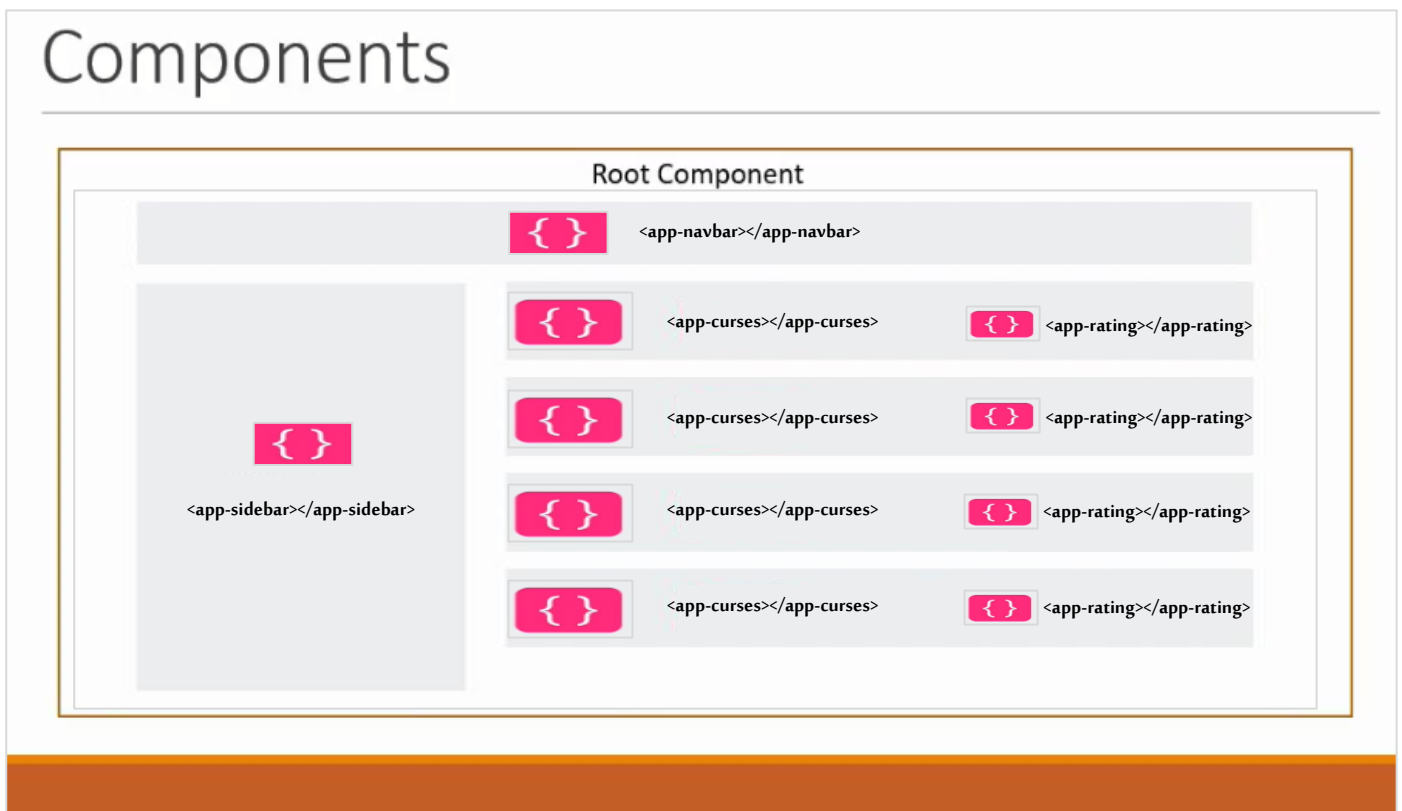 Components
Root Component
{ } <app-navbar></app-navbar>
{ } <app-curses></app-curses> { } <app-rating></app-rating>
{ } <app-curses></app-curses> { } <app-rating></app-rating>
{ }
<app-sidebar></app-sidebar>
{ } <app-curses></app-curses> { } <app-rating></app-rating>
{ } <app-curses></app-curses> { } <app-rating></app-rating>